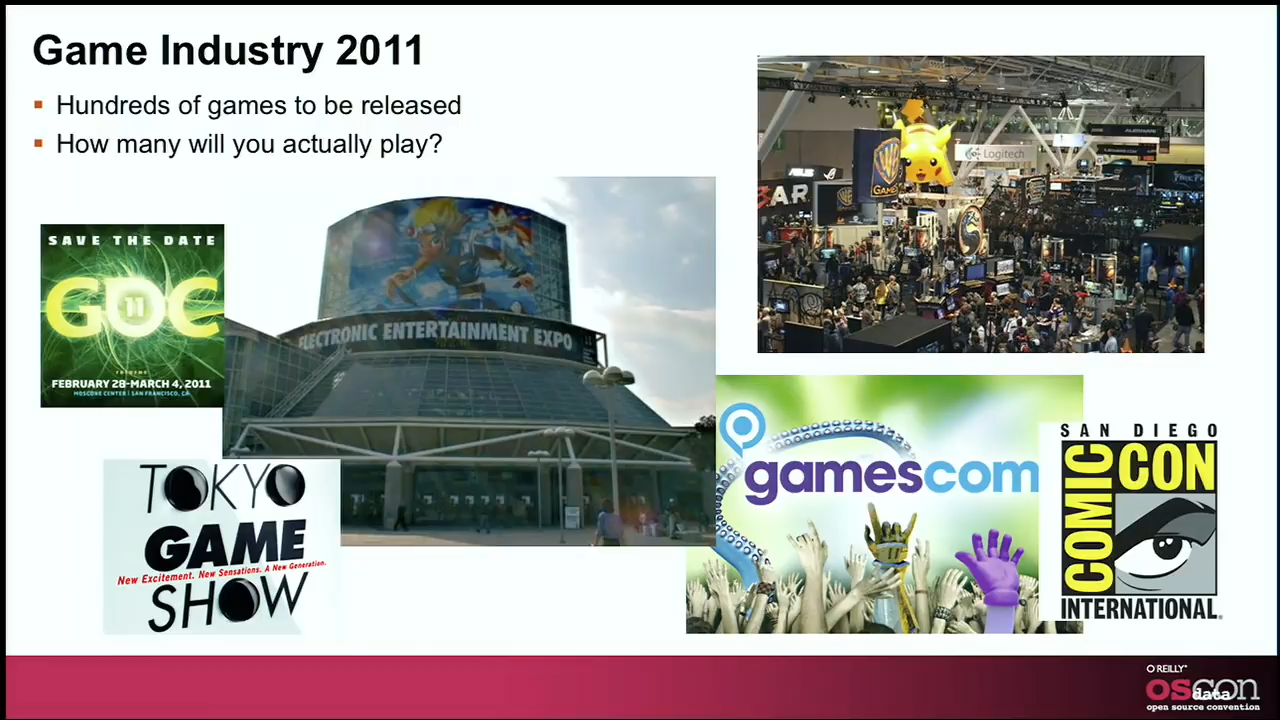 Game Industry 2011
Hundreds of games to be released
How many will you actually play?
Logitech
ASUS
GAMES
SAVE THE DATE
GDC
11
FEBRUARY 28-MARCH 4, 2011
MOSCONE CENTER | SAN FRANCISCO, CA
ELECTRONIC ENTERTAINMENT EXPO
gamescom
SAN DIEGO
COMIC
CON
INTERNATIONAL
TOKYO
GAME
New Excitement. New Sensations. A New Generation.
SHOW
O'REILLY
oscon
data
open source convention